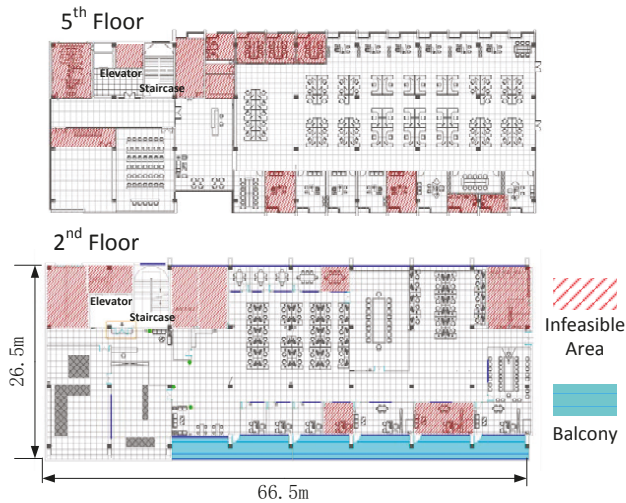 5th Floor
Elevator
Staircase
2nd Floor
Elevator
Staircase
26.5m
66.5m
Infeasible
Area
Balcony